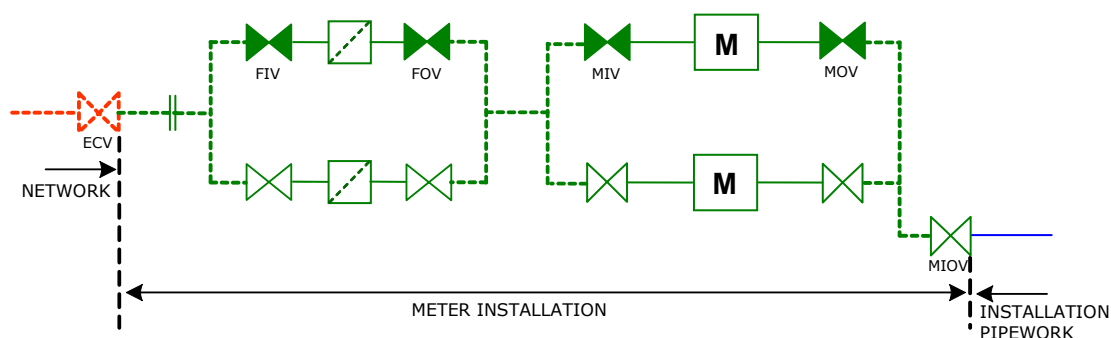 M
FIV
FOV
MIV
MOV
ECV
NETWORK
M
MIOV
METER INSTALLATION
INSTALLATION
PIPEWORK